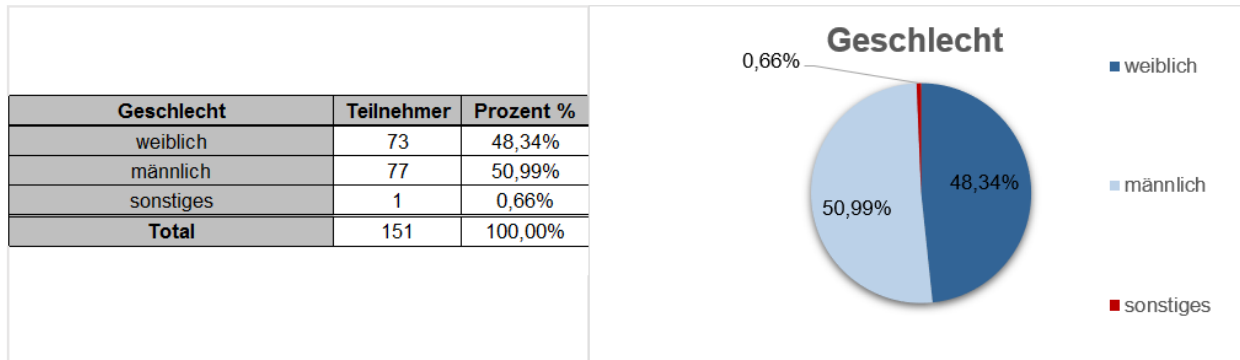 Geschlecht Teilnehmer Prozent %
weiblich 73 48,34%
männlich 77 50,99%
sonstiges 1 0,66%
Total 151 100,00%
Geschlecht
0,66%
48,34%
50,99%
weiblich
männlich
sonstiges